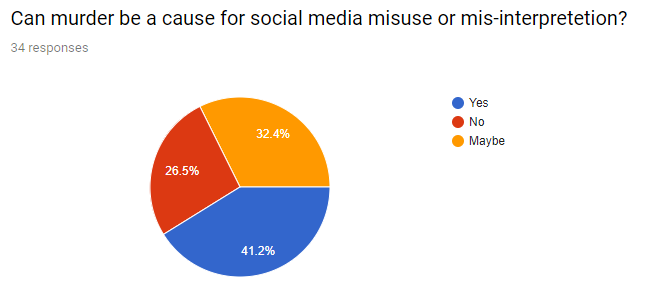 Can murder be a cause for social media misuse or mis-interpretetion?
34 responses
Yes
No
Maybe
32.4%
26.5%
41.2%